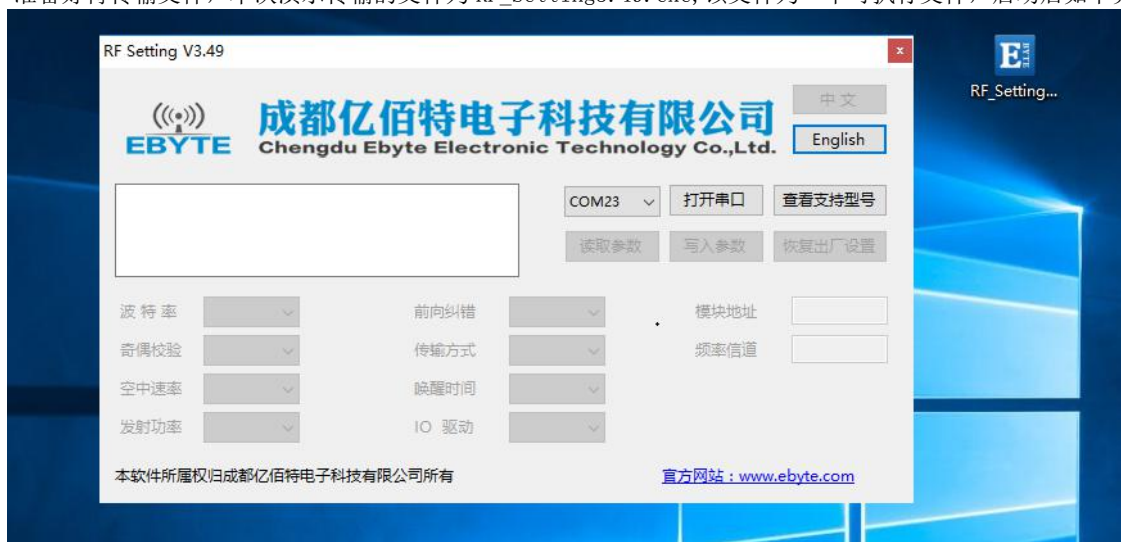 RF Setting V3.49
x
EBYTE
成都亿佰特电子科技有限公司
Chengdu Ebyte Electronic Technology Co.,Ltd.
中文
English
E BYTE
RF_Setting...
COM23
打开串口
查看支持型号
读取参数
写入参数
恢复出厂设置
波特率
前向纠错
模块地址
奇偶校验
传输方式
频率信道
空中速率
唤醒时间
发射功率
IO 驱动
本软件所属权归成都亿佰特电子科技有限公司所有
官方网站：www.ebyte.com